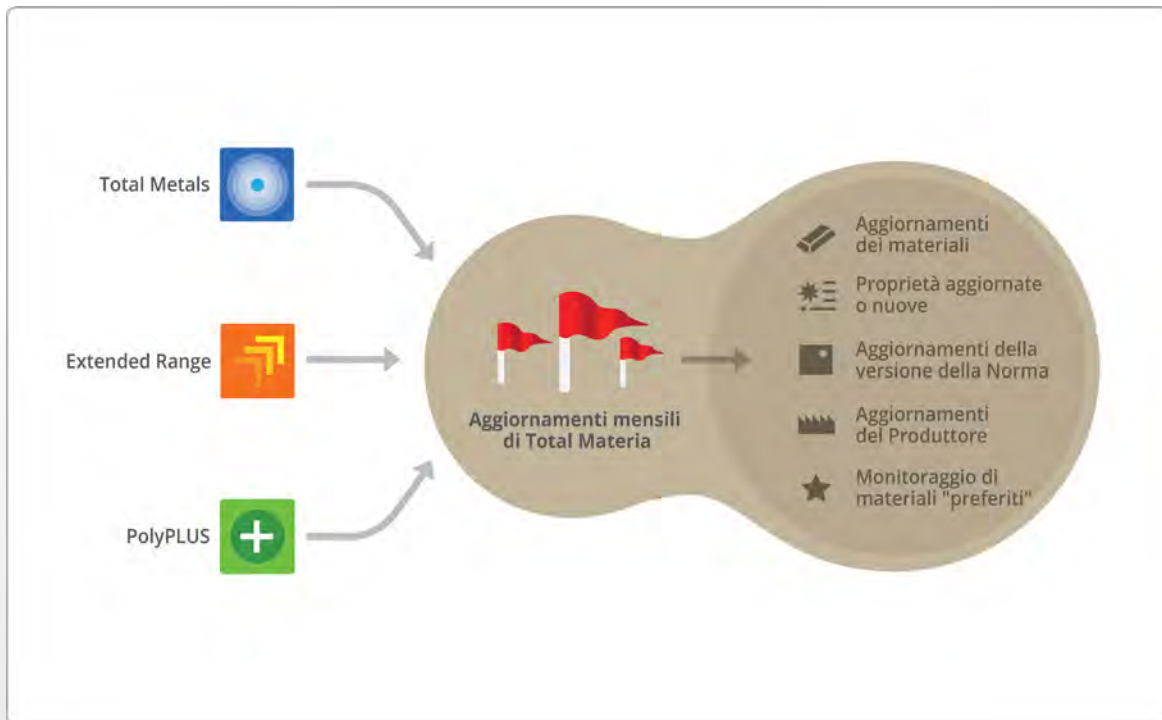 Total Metals
Extended Range
PolyPLUS
Aggiornamenti mensili
di Total Materia
Aggiornamenti
dei materiali
Proprietà aggiornate
o nuove
Aggiornamenti della
versione della Norma
Aggiornamenti
del Produttore
Monitoraggio di
materiali "preferiti"